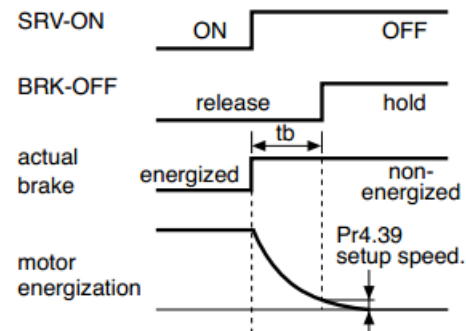 SRV-ON ON OFF
BRK-OFF release hold
tb
actual energized non-
brake energized
Pr4.39
setup speed.
motor
energization